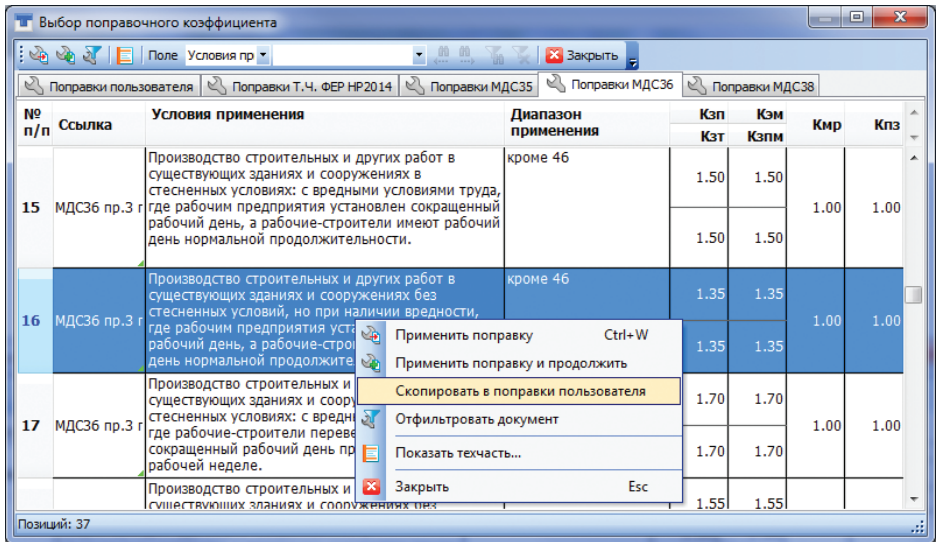 Выбор поправочного коэффициента
Поле Условия пр Закрыть
Поправки пользователя Поправки Т.Ч. ФЕР НР2014 Поправки МДС35 Поправки МДС36 Поправки МДС38
№ п/п Ссылка Условия применения Диапазон применения Кзп Кэм Кмр Кпз
Кзт Кзпм
Производство строительных и других работ в кроме 46
существующих зданиях и сооружениях в
стесненных условиях: с вредными условиями труда, 1.50 1.50
15 МДС36 пр.3 г где рабочим предприятия установлен сокращенный 1.00 1.00
рабочий день, а рабочие-строители имеют рабочий
день нормальной продолжительности. 1.50 1.50
Производство строительных и других работ в кроме 46
существующих зданиях и сооружениях без 1.35 1.35
стесненных условий, но при наличии вредности,
16 МДС36 пр.3 г где рабочим предприятия уста 1.00 1.00
рабочий день, а рабочие-строи 1.35 1.35
день нормальной продолжите
Применить поправку Ctrl+W
Применить поправку и продолжить
Скопировать в поправки пользователя
Отфильтровать документ
Показать техчасть...
Закрыть Esc
Производство строительных и
существующих зданиях и соору 1.70 1.70
стесненных условиях: с вредны
17 МДС36 пр.3 г где рабочие-строители переве 1.00 1.00
сокращенный рабочий день пр 1.70 1.70
рабочей неделе.
Производство строительных и
существующих зданиях и сооружениях без 1.55 1.55
Позиций: 37